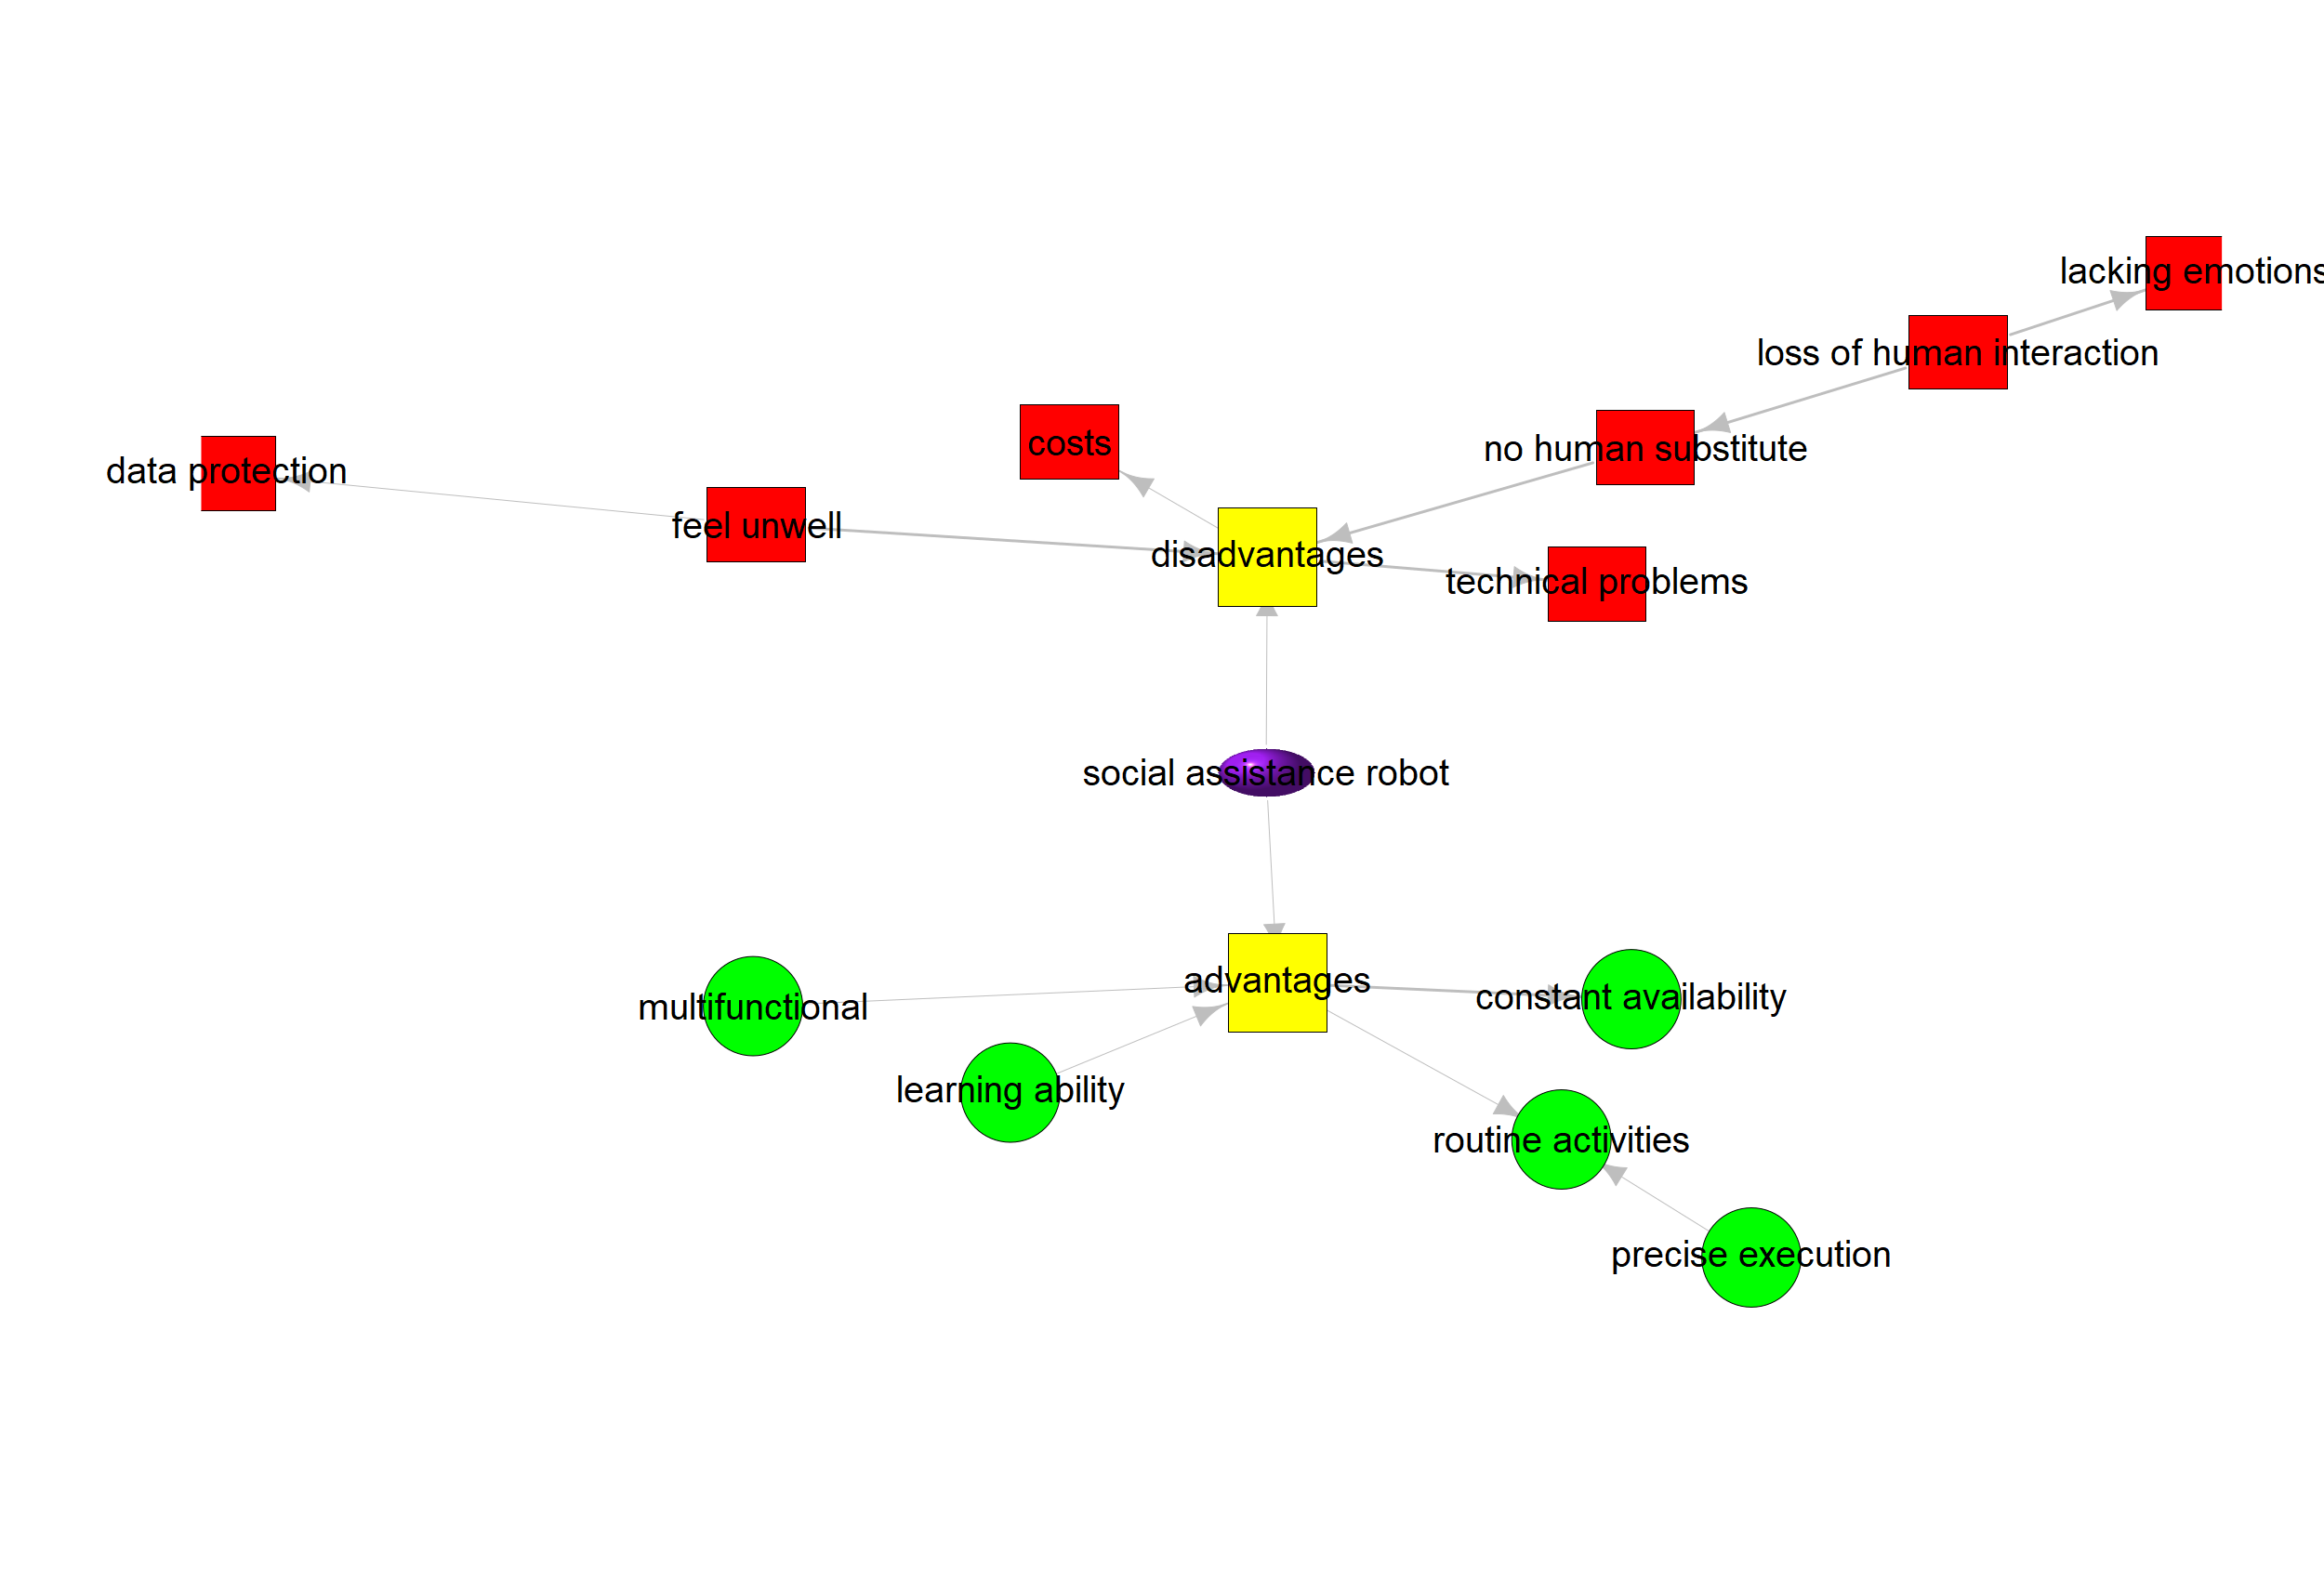 lacking emotions
loss of human interaction
costs
no human substitute
data protection
feel unwell
disadvantages
technical problems
social assistance robot
advantages
constant availability
multifunctional
learning ability
routine activities
precise execution